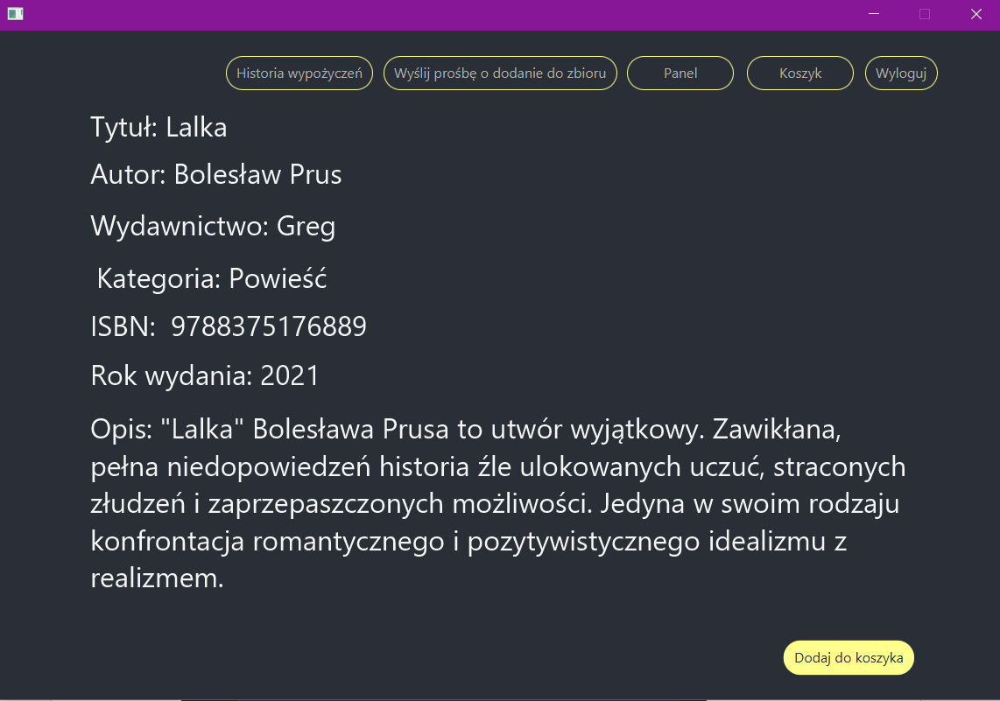 Historia wypożyczeń Wyślij prośbę o dodanie do zbioru Panel Koszyk Wyloguj
Tytuł: Lalka
Autor: Bolesław Prus
Wydawnictwo: Greg
Kategoria: Powieść
ISBN: 9788375176889
Rok wydania: 2021
Opis: "Lalka" Bolesława Prusa to utwór wyjątkowy. Zawikłana,
pełna niedopowiedzeń historia źle ulokowanych uczuć, straconych
złudzeń i zaprzepaszczonych możliwości. Jedyna w swoim rodzaju
konfrontacja romantycznego i pozytywistycznego idealizmu z
realizmem.
Dodaj do koszyka